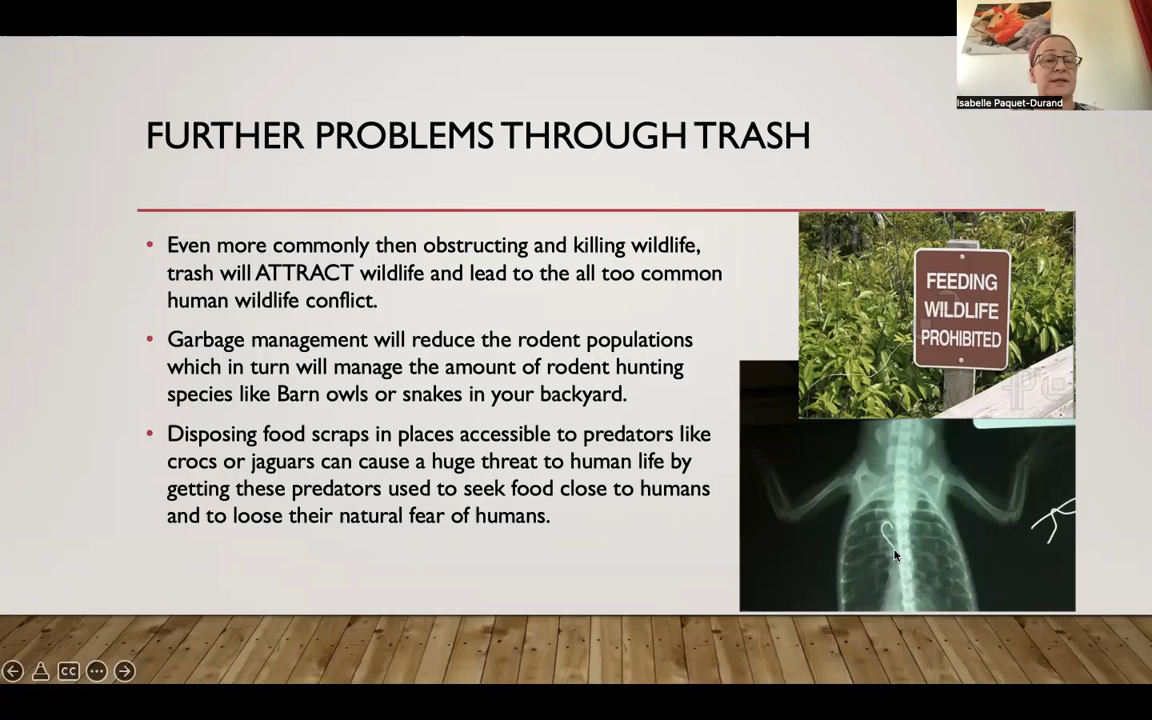 Isabelle Paquet-Durand
FURTHER PROBLEMS THROUGH TRASH
• Even more commonly then obstructing and killing wildlife,
trash will ATTRACT wildlife and lead to the all too common
human wildlife conflict.
• Garbage management will reduce the rodent populations
which in turn will manage the amount of rodent hunting
species like Barn owls or snakes in your backyard.
• Disposing food scraps in places accessible to predators like
crocs or jaguars can cause a huge threat to human life by
getting these predators used to seek food close to humans
and to loose their natural fear of humans.
FEEDING
WILDLIFE
PROHIBITED
CC